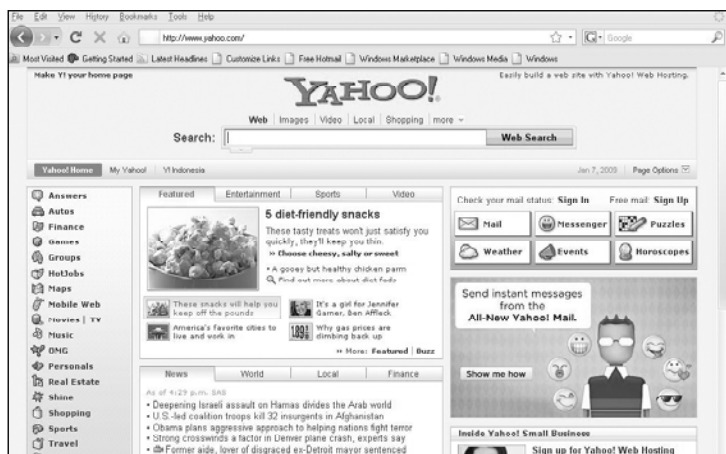 File Edit View History Bookmarks Tools Help
http://www.yahoo.com/
Google
Most Visited Getting Started Latest Headlines Customize Links Free Hotmail Windows Marketplace Windows Media Windows
Make Y! your home page
Easily build a web site with Yahoo! Web Hosting.
YAHOO!
Web | Images | Video | Local | Shopping | more
Search:
Web Search
Yahoo! Home My Yahoo! Y! Indonesia
Jan 7, 2009 | Page Options
Answers
Autos
Finance
Games
Groups
HotJobs
Maps
Mobile Web
Movies | TV
Music
OMG
Personals
Real Estate
Shine
Shopping
Sports
Travel
Featured Entertainment Sports Video
5 diet-friendly snacks
These tasty treats won't just satisfy you
quickly, they'll keep you thin.
» Choose cheesy, salty or sweet
• A gooey but healthy chicken parm
Find out more about diet fads
These snacks will help you
keep off the pounds
It's a girl for Jennifer
Garner, Ben Affleck
America's favorite cities to
live and work in
Why gas prices are
climbing back up
» More: Featured | Buzz
News World Local Finance
As of 4:29 p.m. SAS
• Deepening Israeli assault on Hamas divides the Arab world
• U.S.-led coalition troops kill 32 insurgents in Afghanistan
• Obama plans aggressive approach to helping nations fight terror
• Strong crosswinds a factor in Denver plane crash, experts say
• Former aide, lover of disgraced ex-Detroit mayor sentenced
Check your mail status: Sign In Free mail: Sign Up
Mail Messenger Puzzles
Weather Events Horoscopes
Send instant messages
from the
All-New Yahoo! Mail.
Show me how
Inside Yahoo! Small Business
Sign up for Yahoo! Web Hosting